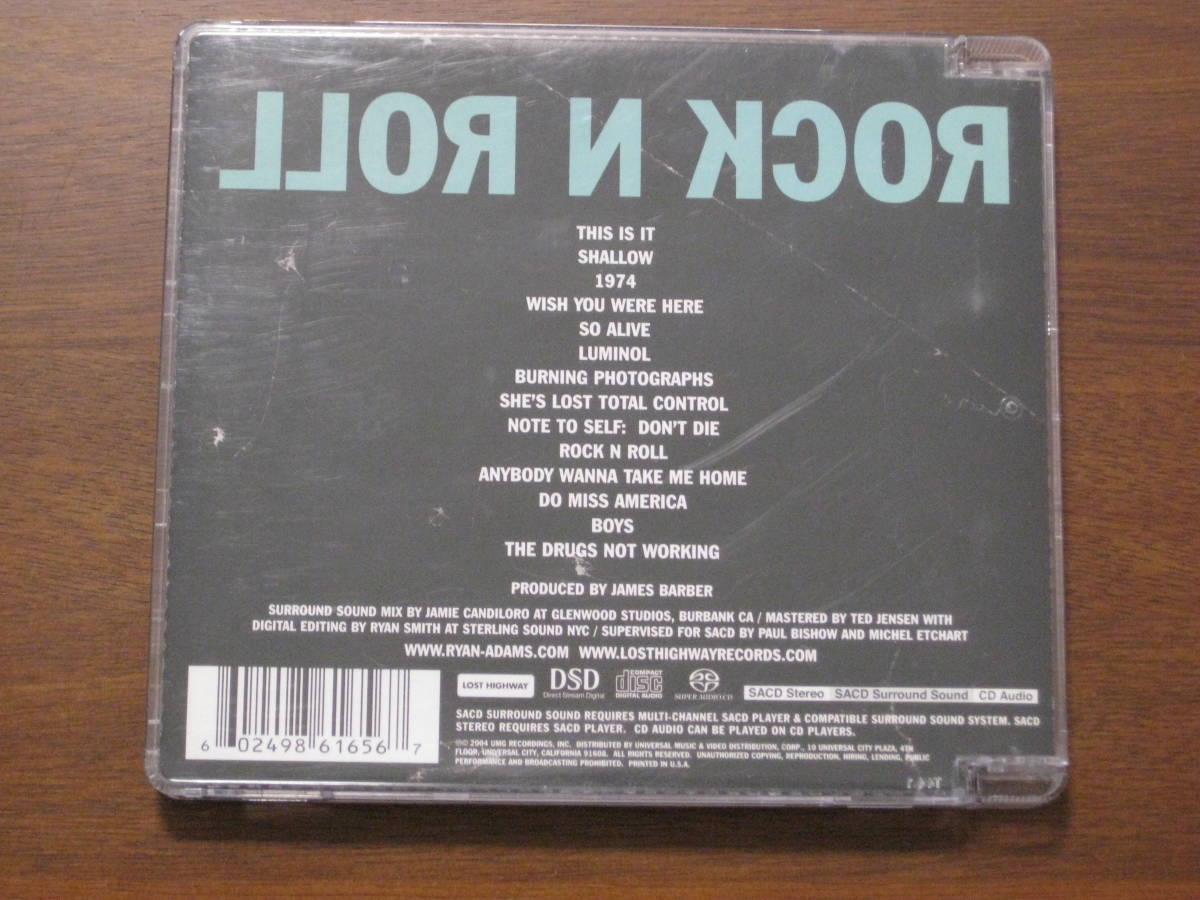 ROCK N ROLL
THIS IS IT
SHALLOW
1974
WISH YOU WERE HERE
SO ALIVE
LUMINOL
BURNING PHOTOGRAPHS
SHE'S LOST TOTAL CONTROL
NOTE TO SELF: DON'T DIE
ROCK N ROLL
ANYBODY WANNA TAKE ME HOME
DO MISS AMERICA
BOYS
THE DRUGS NOT WORKING
PRODUCED BY JAMES BARBER
SURROUND SOUND MIX BY JAMIE CANDILORO AT GLENWOOD STUDIOS, BURBANK CA / MASTERED BY TED JENSEN WITH
DIGITAL EDITING BY RYAN SMITH AT STERLING SOUND NYC / SUPERVISED FOR SACD BY PAUL BISHOW AND MICHEL ETCHART
WWW.RYAN-ADAMS.COM WWW.LOSTHIGHWAYRECORDS.COM
LOST HIGHWAY
DSD
Direct Stream Digital
COMPACT
disc
DIGITAL AUDIO
SUPER AUDIO CD
SACD Stereo SACD Surround Sound CD Audio
SACD SURROUND SOUND REQUIRES MULTI-CHANNEL SACD PLAYER & COMPATIBLE SURROUND SOUND SYSTEM. SACD
STEREO REQUIRES SACD PLAYER. CD AUDIO CAN BE PLAYED ON CD PLAYERS.
℗© 2004 UMG RECORDINGS, INC. DISTRIBUTED BY UNIVERSAL MUSIC & VIDEO DISTRIBUTION, CORP., 10 UNIVERSAL CITY PLAZA, 4TH
FLOOR, UNIVERSAL CITY, CALIFORNIA 91608. ALL RIGHTS RESERVED. UNAUTHORIZED COPYING, REPRODUCTION, HIRING, LENDING, PUBLIC
PERFORMANCE AND BROADCASTING PROHIBITED. PRINTED IN U.S.A.
6 02498 61656 7